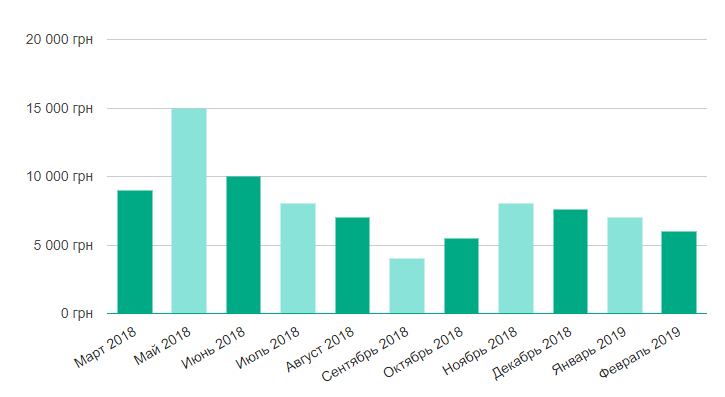 20 000 грн
15 000 грн
10 000 грн
5 000 грн
0 грн
Март 2018
Май 2018
Июнь 2018
Июль 2018
Август 2018
Сентябрь 2018
Октябрь 2018
Ноябрь 2018
Декабрь 2018
Январь 2019
Февраль 2019